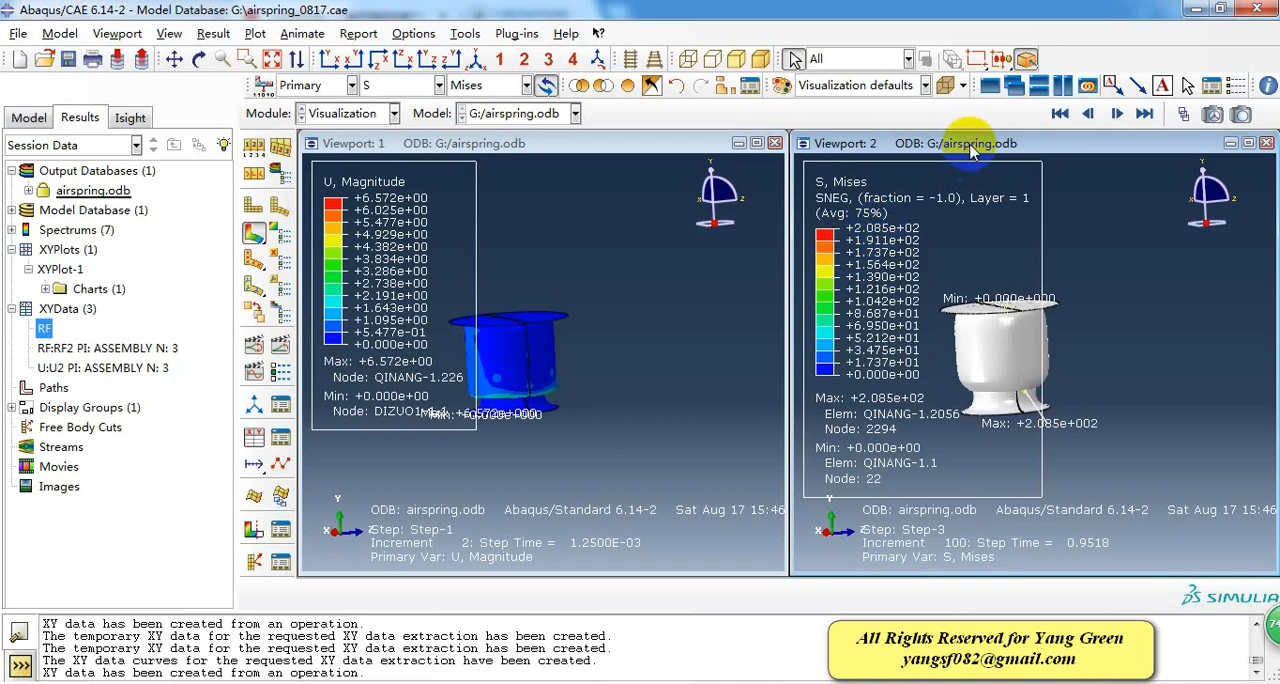 Abaqus/CAE 6.14-2 - Model Database: G:\airspring_0817.cae
File Model Viewport View Result Plot Animate Report Options Tools Plug-ins Help
1 2 3 4 All
Primary S Mises Visualization defaults
Module: Visualization Model: G:/airspring.odb
Model Results Isight
Session Data
Output Databases (1)
airspring.odb
Model Database (1)
Spectrums (7)
XYPlots (1)
XYPlot-1
Charts (1)
XYData (3)
RF
RF:RF2 PI: ASSEMBLY N: 3
U:U2 PI: ASSEMBLY N: 3
Paths
Display Groups (1)
Free Body Cuts
Streams
Movies
Images
Viewport: 1 ODB: G:/airspring.odb
U, Magnitude
+6.572e+00
+6.025e+00
+5.477e+00
+4.929e+00
+4.382e+00
+3.834e+00
+3.286e+00
+2.738e+00
+2.191e+00
+1.643e+00
+1.095e+00
+5.477e-01
+0.000e+00
Max: +6.572e+00
Node: QINANG-1.226
Min: +0.000e+00
Node: DIZUO1
Y
X Z
Y
X Z
ODB: airspring.odb Abaqus/Standard 6.14-2 Sat Aug 17 15:46
Step: Step-1
Increment 2: Step Time = 1.2500E-03
Primary Var: U, Magnitude
Viewport: 2 ODB: G:/airspring.odb
S, Mises
SNEG, (fraction = -1.0), Layer = 1
(Avg: 75%)
+2.085e+02
+1.911e+02
+1.737e+02
+1.564e+02
+1.390e+02
+1.216e+02
+1.042e+02
+8.687e+01
+6.950e+01
+5.212e+01
+3.475e+01
+1.737e+01
+0.000e+00
Max: +2.085e+02
Elem: QINANG-1.2056
Node: 2294
Min: +0.000e+00
Elem: QINANG-1.1
Node: 22
Y
X Z
Min: +0.000e+000
Max: +2.085e+002
Y
X Z
ODB: airspring.odb Abaqus/Standard 6.14-2 Sat Aug 17 15:46
Step: Step-3
Increment 100: Step Time = 0.9518
Primary Var: S, Mises
SIMULIA
XY data has been created from an operation.
The temporary XY data for the requested XY data extraction has been created.
The temporary XY data for the requested XY data extraction has been created.
The XY data curves for the requested XY data extraction have been created.
XY data has been created from an operation.
>>>
All Rights Reserved for Yang Green
yangsf082@gmail.com
74